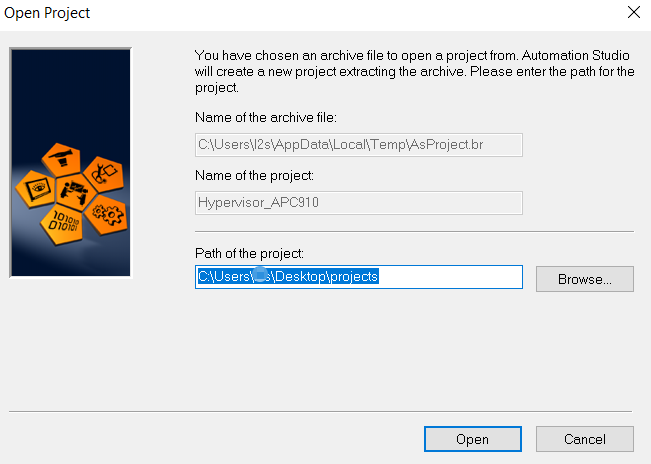 Open Project
You have chosen an archive file to open a project from. Automation Studio
will create a new project extracting the archive. Please enter the path for the
project.
Name of the archive file:
C:\Users\I2s\AppData\Local\Temp\AsProject.br
Name of the project:
Hypervisor_APC910
Path of the project:
C:\Users\ s\Desktop\projects
Browse...
010101
010101
Open
Cancel